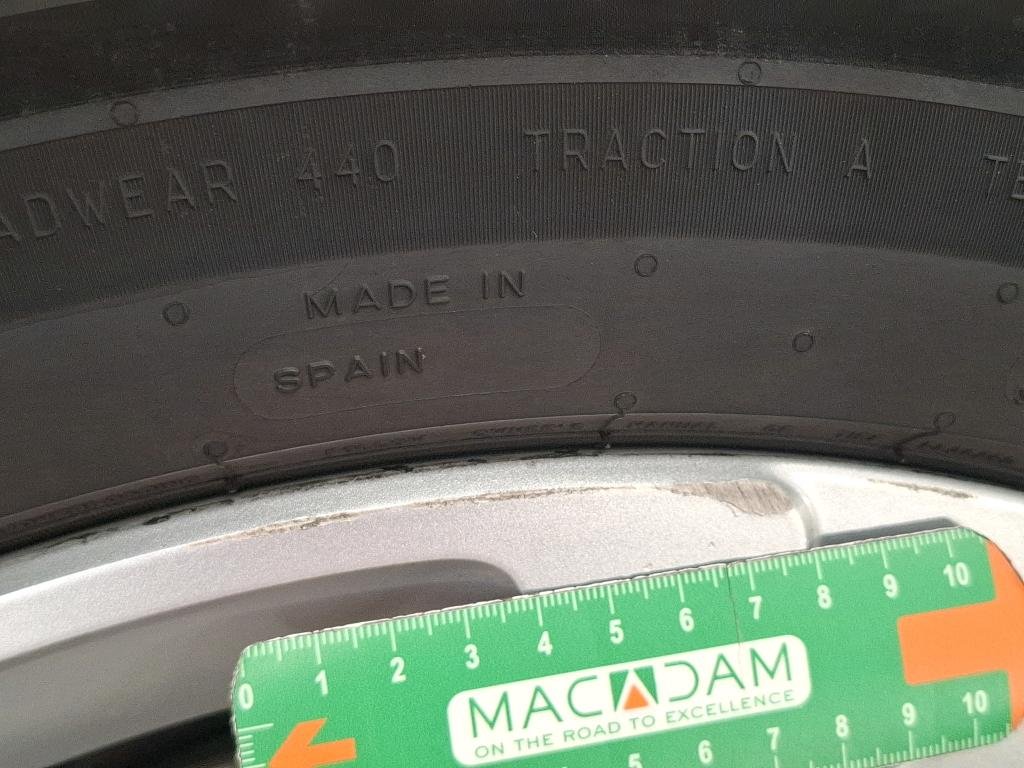 ADWEAR 440 TRACTION A TE
MADE IN
SPAIN
0 1 2 3 4 5 6 7 8 9 10
MACADAM
ON THE ROAD TO EXCELLENCE
5 6 7 8 9 10